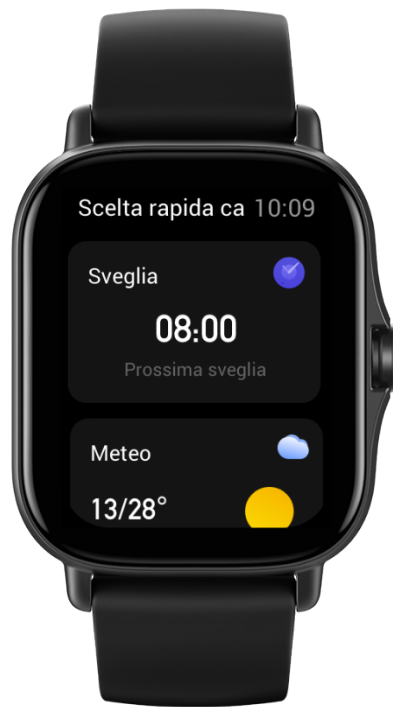 Scelta rapida ca 10:09
Sveglia
08:00
Prossima sveglia
Meteo
13/28°